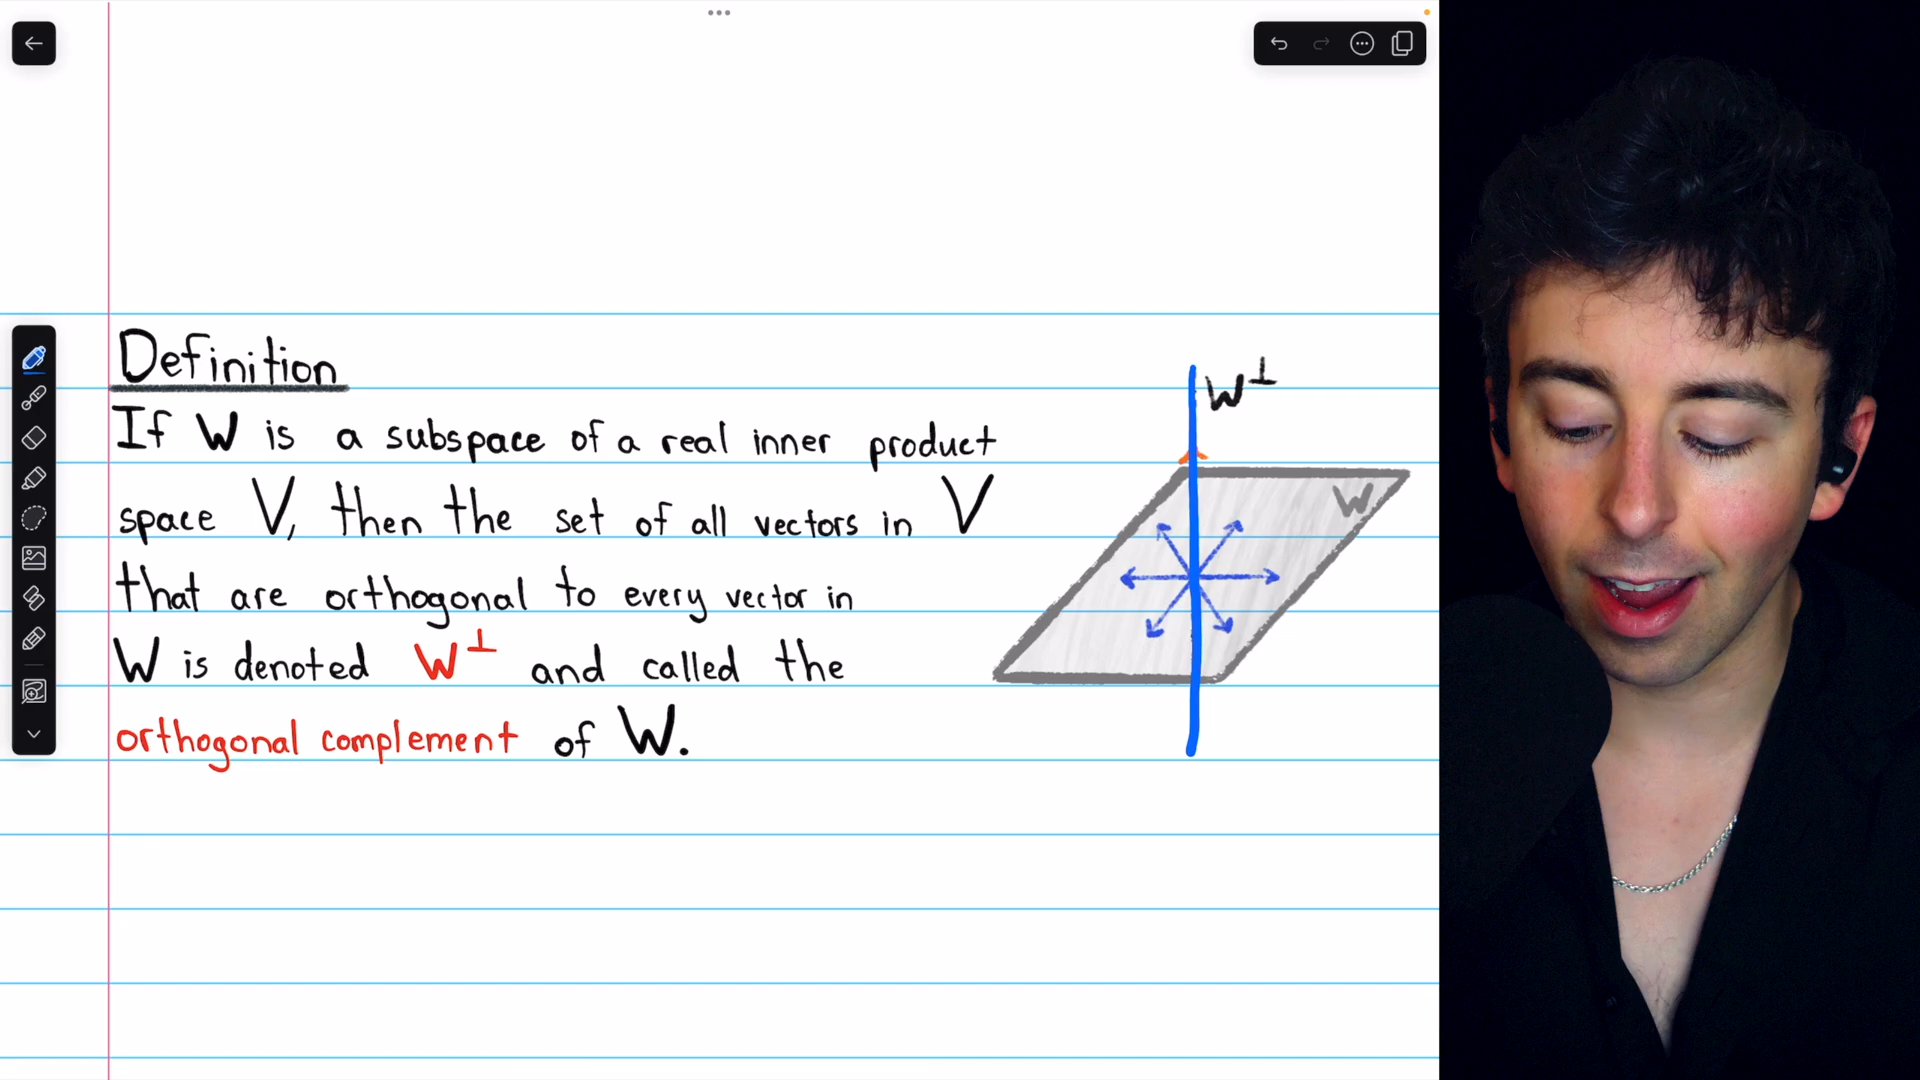 Definition
If W is a subspace of a real inner product
space V, then the set of all vectors in V
that are orthogonal to every vector in
W is denoted W⊥ and called the
orthogonal complement of W.
W⊥
W